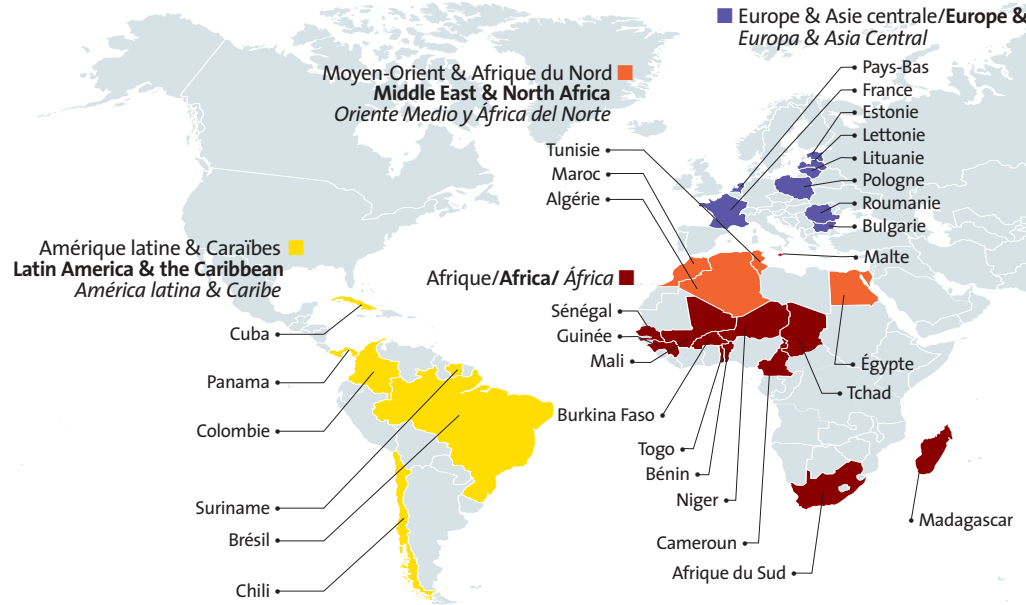 Europe & Asie centrale/Europe &
Europa & Asia Central
Moyen-Orient & Afrique du Nord
Middle East & North Africa
Oriente Medio y África del Norte
Pays-Bas
France
Estonie
Lettonie
Lituanie
Pologne
Roumanie
Bulgarie
Malte
Tunisie
Maroc
Algérie
Amérique latine & Caraïbes
Latin America & the Caribbean
América latina & Caribe
Afrique/Africa/ África
Cuba
Panama
Colombie
Suriname
Brésil
Chili
Sénégal
Guinée
Mali
Burkina Faso
Togo
Bénin
Niger
Cameroun
Afrique du Sud
Égypte
Tchad
Madagascar